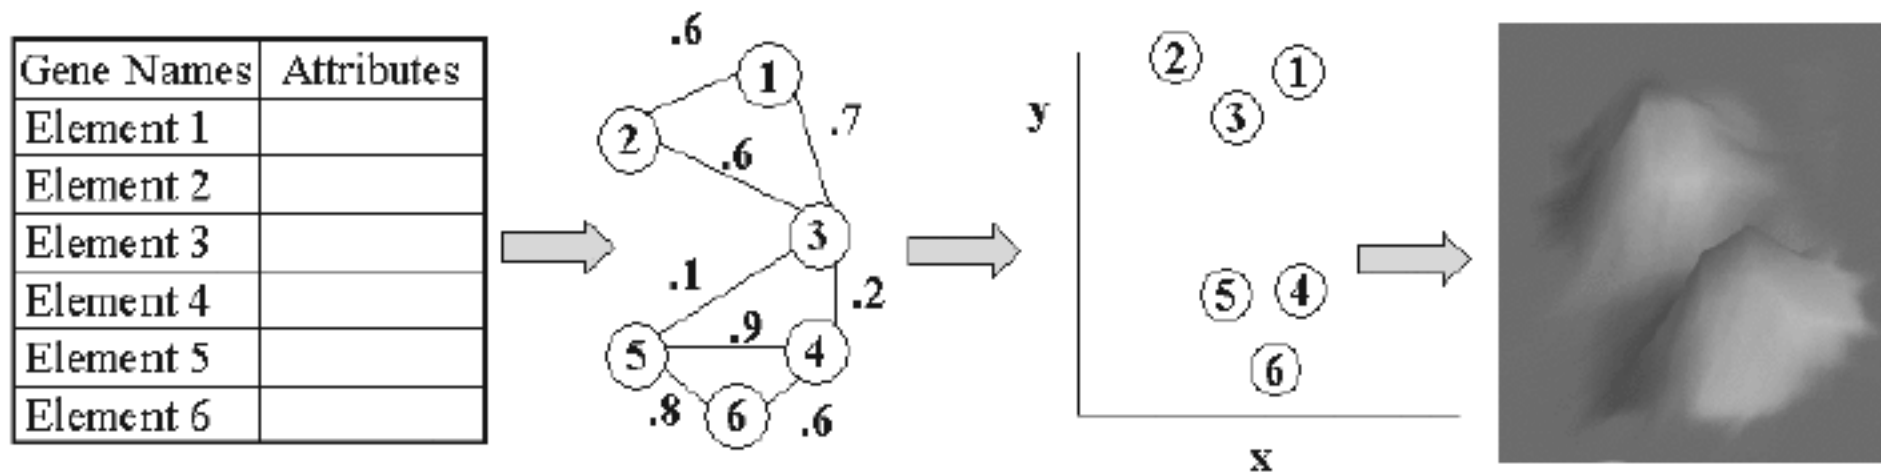 Gene Names Attributes
Element 1
Element 2
Element 3
Element 4
Element 5
Element 6
.6
1
2
.7
.6
3
.1
.2
.9
5
4
.8
6
.6
y
2
1
3
5
4
6
x